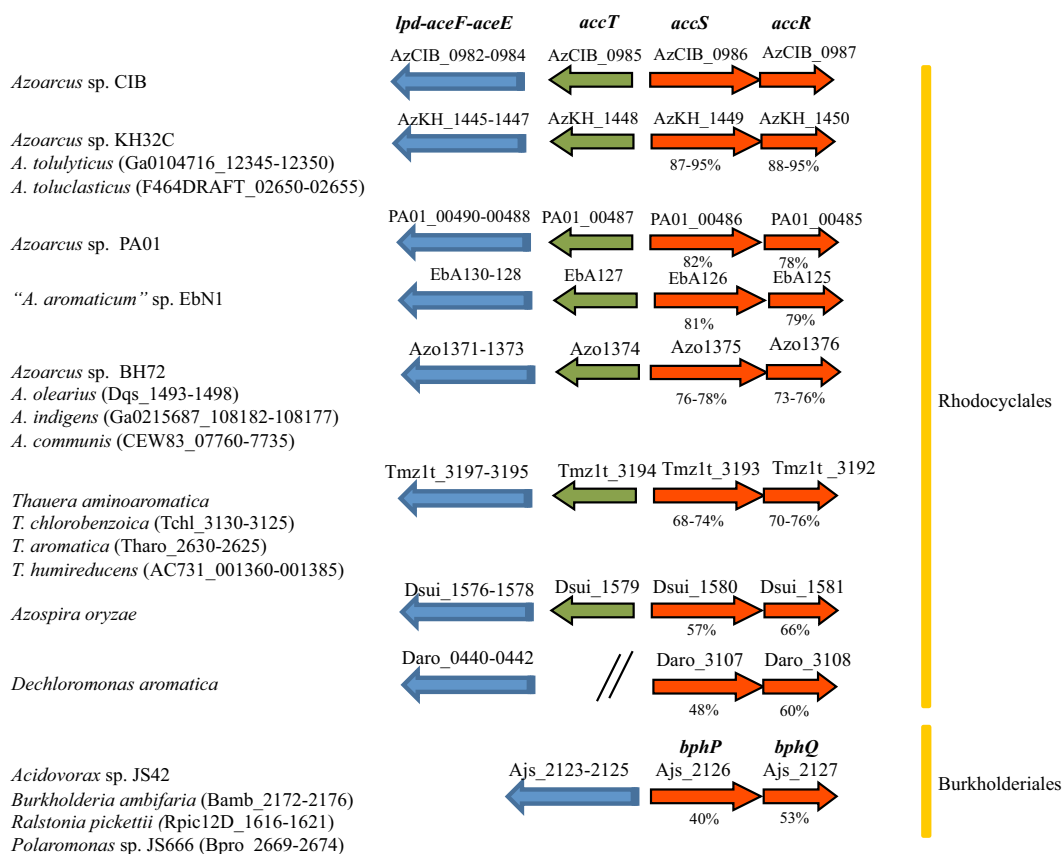 lpd-aceF-aceE accT accS accR
AzCIB_0982-0984 AzCIB_0985 AzCIB_0986 AzCIB_0987
Azoarcus sp. CIB
AzKH_1445-1447 AzKH_1448 AzKH_1449 AzKH_1450
Azoarcus sp. KH32C
87-95% 88-95%
A. tolulyticus (Ga0104716_12345-12350)
A. toluclasticus (F464DRAFT_02650-02655)
PA01_00490-00488 PA01_00487 PA01_00486 PA01_00485
Azoarcus sp. PA01
82% 78%
EbA130-128 EbA127 EbA126 EbA125
“A. aromaticum” sp. EbN1
81% 79%
Azo1371-1373 Azo1374 Azo1375 Azo1376
Azoarcus sp. BH72
A. olearius (Dqs_1493-1498)
76-78% 73-76%
A. indigens (Ga0215687_108182-108177)
Rhodocyclales
A. communis (CEW83_07760-7735)
Tmz1t_3197-3195 Tmz1t_3194 Tmz1t_3193 Tmz1t_3192
Thauera aminoaromatica
T. chlorobenzoica (Tchl_3130-3125)
68-74% 70-76%
T. aromatica (Tharo_2630-2625)
T. humireducens (AC731_001360-001385)
Dsui_1576-1578 Dsui_1579 Dsui_1580 Dsui_1581
Azospira oryzae
57% 66%
Daro_0440-0442 Daro_3107 Daro_3108
Dechloromonas aromatica
48% 60%
bphP bphQ
Ajs_2123-2125 Ajs_2126 Ajs_2127
Acidovorax sp. JS42
Burkholderiales
Burkholderia ambifaria (Bamb_2172-2176)
40% 53%
Ralstonia pickettii (Rpic12D_1616-1621)
Polaromonas sp. JS666 (Bpro_2669-2674)